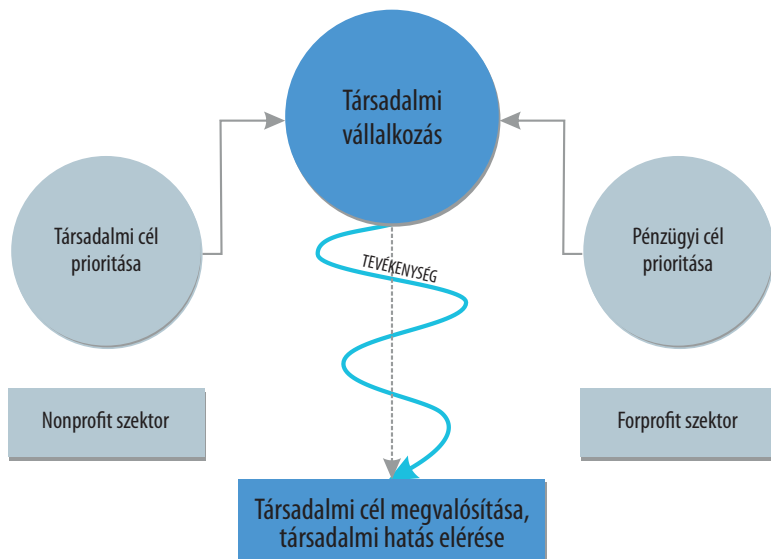 Társadalmi
vállalkozás
Társadalmi cél
prioritása
Pénzügyi cél
prioritása
TEVÉKENYSÉG
Nonprofit szektor
Forprofit szektor
Társadalmi cél megvalósítása,
társadalmi hatás elérése